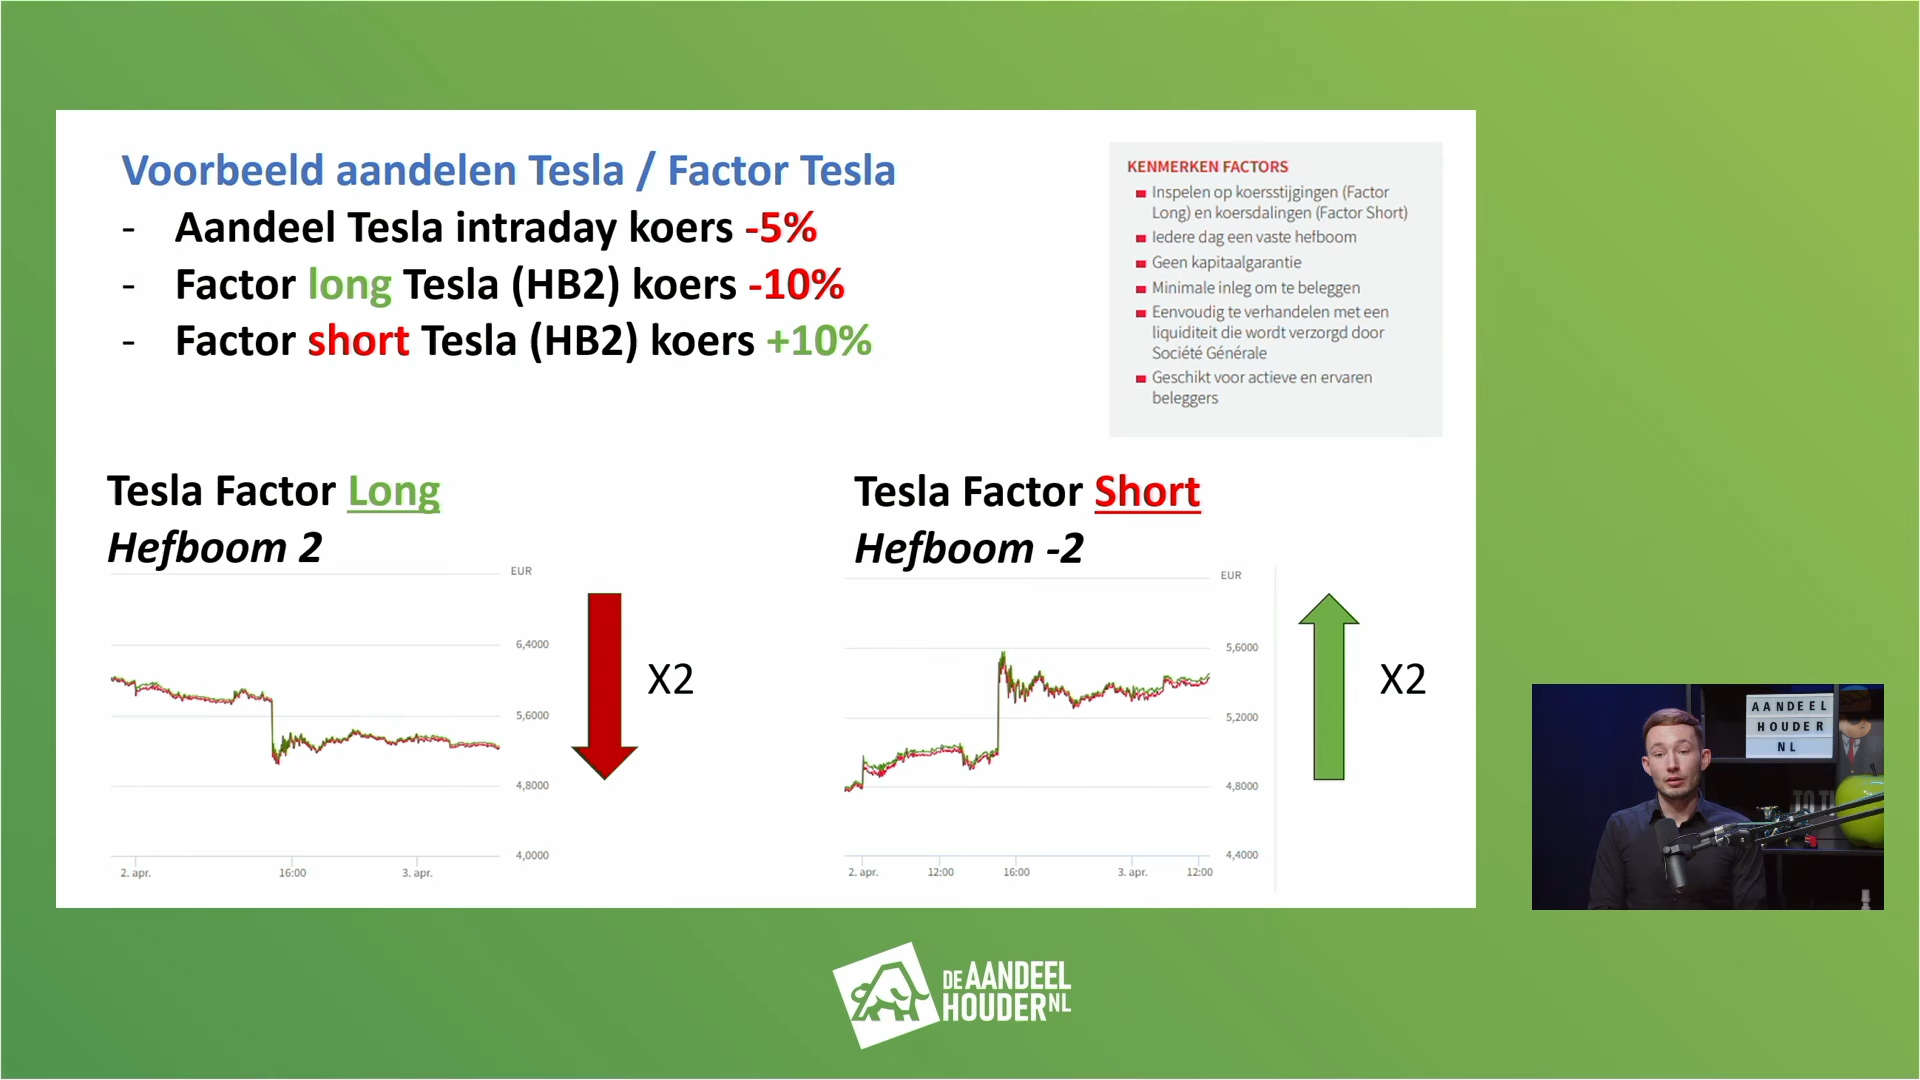 Voorbeeld aandelen Tesla / Factor Tesla
- Aandeel Tesla intraday koers -5%
- Factor long Tesla (HB2) koers -10%
- Factor short Tesla (HB2) koers +10%
KENMERKEN FACTORS
Inspelen op koersstijgingen (Factor
Long) en koersdalingen (Factor Short)
Iedere dag een vaste hefboom
Geen kapitaalgarantie
Minimale inleg om te beleggen
Eenvoudig te verhandelen met een
liquiditeit die wordt verzorgd door
Société Générale
Geschikt voor actieve en ervaren
beleggers
Tesla Factor Long
Hefboom 2
EUR
6,4000
5,6000
4,8000
4,0000
2. apr.
16:00
3. apr.
X2
Tesla Factor Short
Hefboom -2
EUR
5,6000
5,2000
4,8000
4,4000
2. apr.
12:00
16:00
3. apr.
12:00
X2
AANDEEL
HOUDER
NL
DE AANDEEL
HOUDER NL